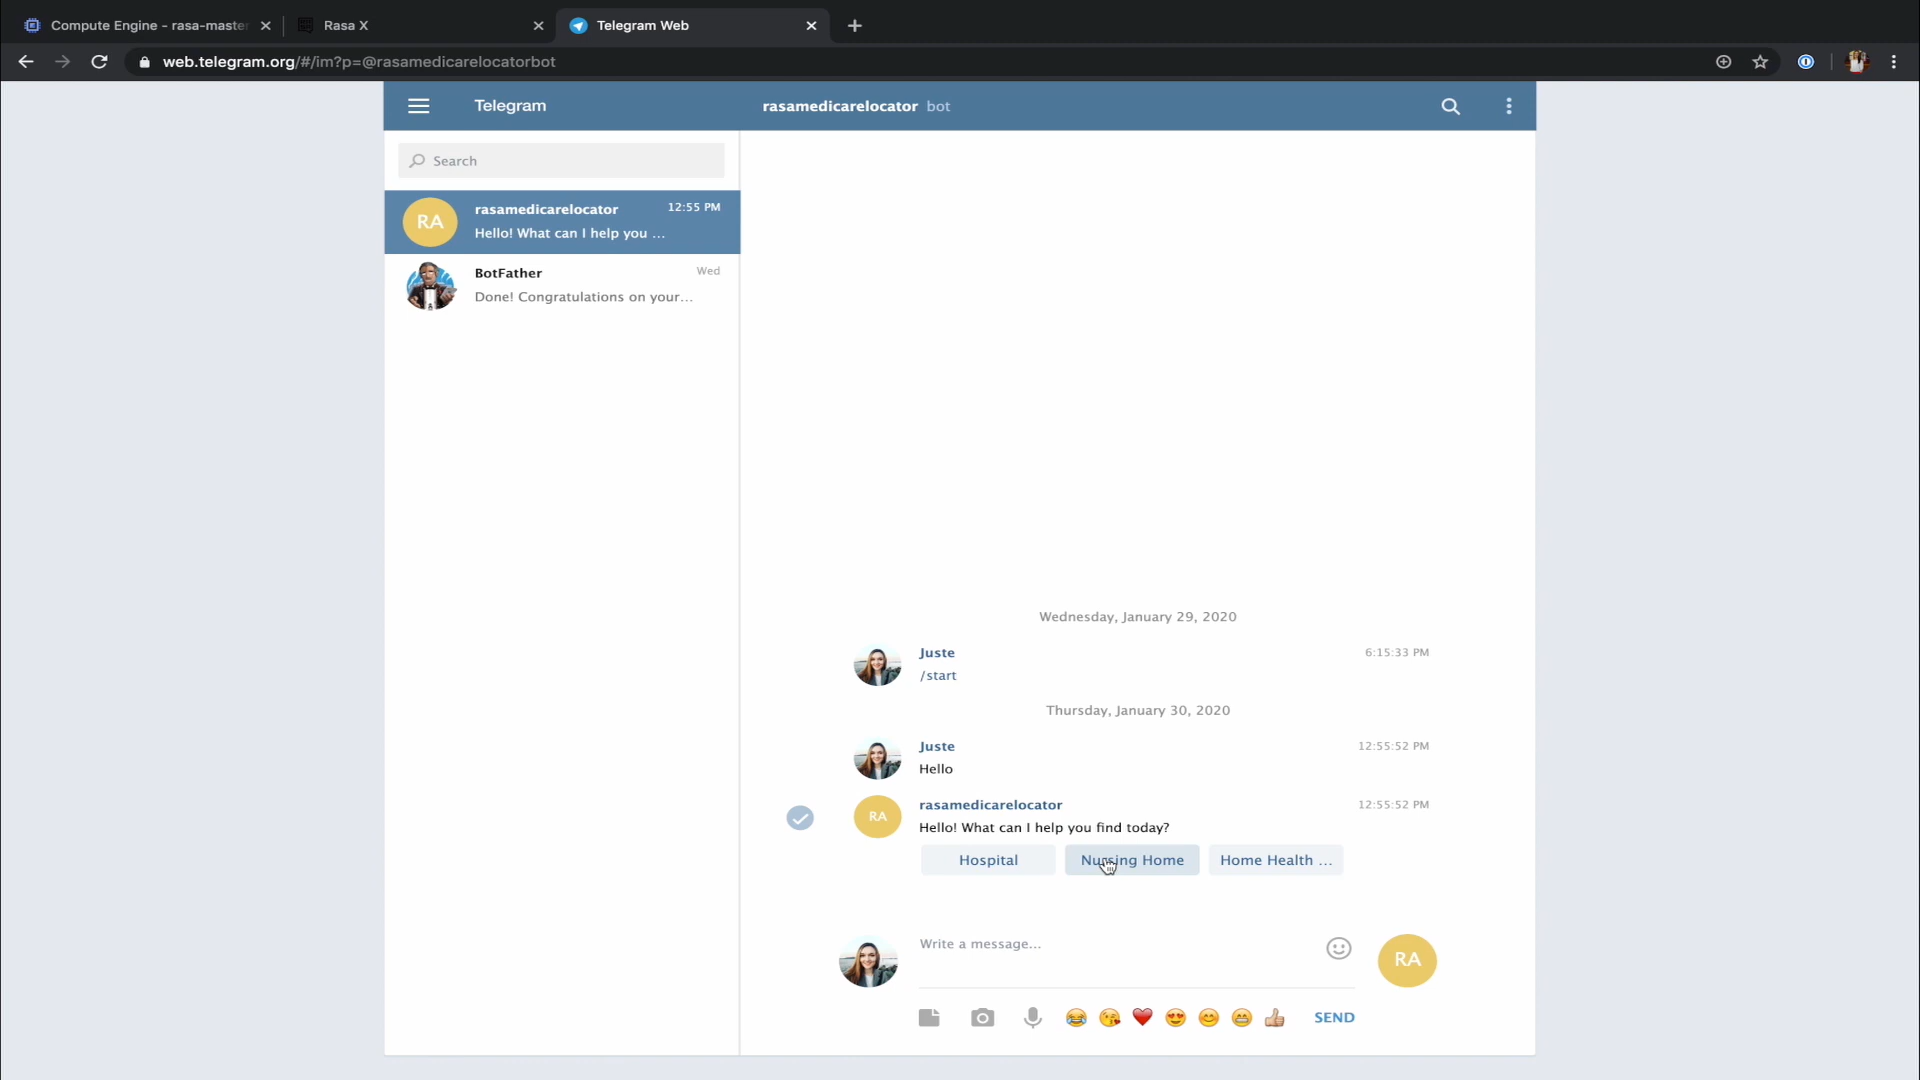 Compute Engine - rasa-master
Rasa X
Telegram Web
web.telegram.org/#/im?p=@rasamedicarelocatorbot
Telegram
rasamedicarelocator bot
Search
RA
rasamedicarelocator
12:55 PM
Hello! What can I help you ...
BotFather
Wed
Done! Congratulations on your...
Wednesday, January 29, 2020
Juste
6:15:33 PM
/start
Thursday, January 30, 2020
Juste
12:55:52 PM
Hello
RA
rasamedicarelocator
12:55:52 PM
Hello! What can I help you find today?
Hospital
Nursing Home
Home Health ...
Write a message...
RA
SEND